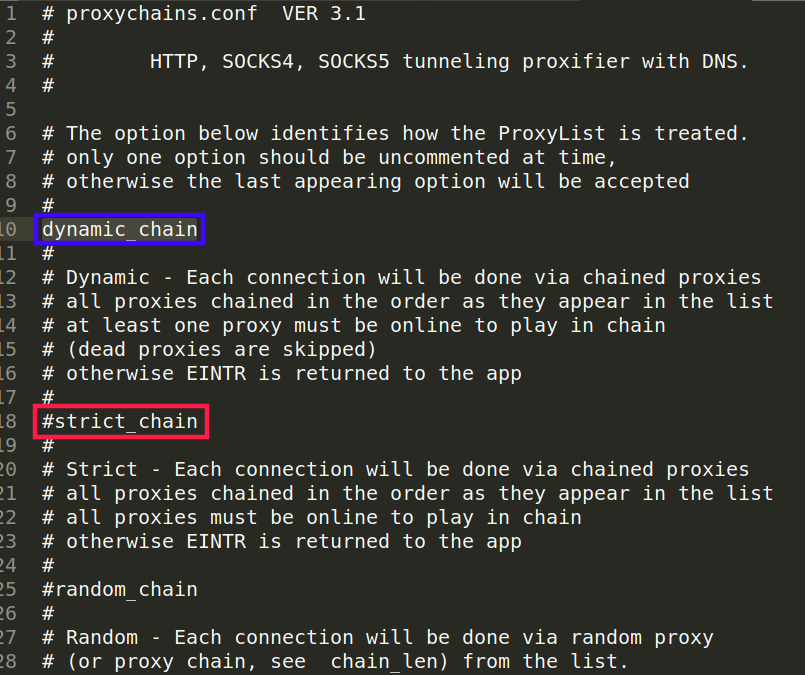 1 # proxychains.conf  VER 3.1
2 #
3 #        HTTP, SOCKS4, SOCKS5 tunneling proxifier with DNS.
4 #
5
6 # The option below identifies how the ProxyList is treated.
7 # only one option should be uncommented at time,
8 # otherwise the last appearing option will be accepted
9 #
10 dynamic_chain
11 #
12 # Dynamic - Each connection will be done via chained proxies
13 # all proxies chained in the order as they appear in the list
14 # at least one proxy must be online to play in chain
15 # (dead proxies are skipped)
16 # otherwise EINTR is returned to the app
17 #
18 #strict_chain
19 #
20 # Strict - Each connection will be done via chained proxies
21 # all proxies chained in the order as they appear in the list
22 # all proxies must be online to play in chain
23 # otherwise EINTR is returned to the app
24 #
25 #random_chain
26 #
27 # Random - Each connection will be done via random proxy
28 # (or proxy chain, see  chain_len) from the list.